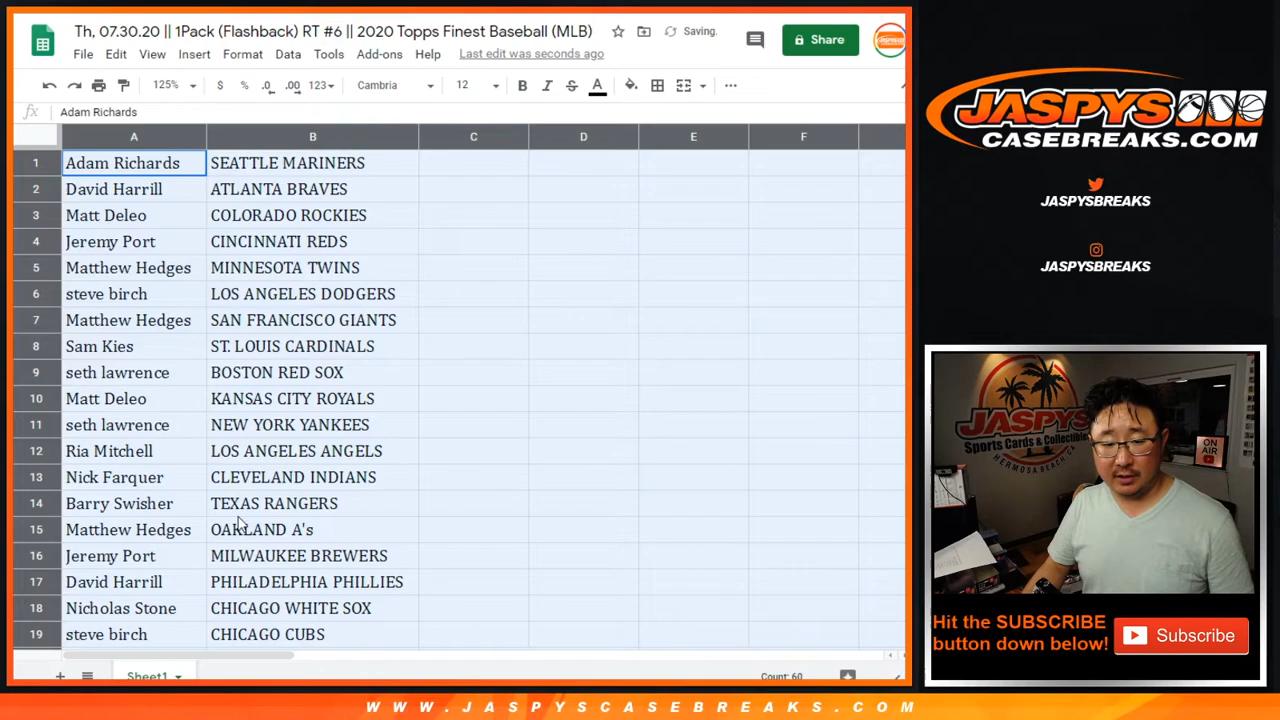 Th, 07.30.20 || 1Pack (Flashback) RT #6 || 2020 Topps Finest Baseball (MLB)
Saving.
Share
File Edit View Insert Format Data Tools Add-ons Help Last edit was seconds ago
125% $ % .0 .00 123 Cambria 12 B I S A
fx Adam Richards
A B C D E F
1 Adam Richards SEATTLE MARINERS
2 David Harrill ATLANTA BRAVES
3 Matt Deleo COLORADO ROCKIES
4 Jeremy Port CINCINNATI REDS
5 Matthew Hedges MINNESOTA TWINS
6 steve birch LOS ANGELES DODGERS
7 Matthew Hedges SAN FRANCISCO GIANTS
8 Sam Kies ST. LOUIS CARDINALS
9 seth lawrence BOSTON RED SOX
10 Matt Deleo KANSAS CITY ROYALS
11 seth lawrence NEW YORK YANKEES
12 Ria Mitchell LOS ANGELES ANGELS
13 Nick Farquer CLEVELAND INDIANS
14 Barry Swisher TEXAS RANGERS
15 Matthew Hedges OAKLAND A's
16 Jeremy Port MILWAUKEE BREWERS
17 David Harrill PHILADELPHIA PHILLIES
18 Nicholas Stone CHICAGO WHITE SOX
19 steve birch CHICAGO CUBS
Sheet1
Count: 60
JASPYS
CASEBREAKS.COM
JASPYSBREAKS
JASPYSBREAKS
JASPYS
Sports Cards & Collectible
HERMOSA BEACH CA
ON
AIR
Hit the SUBSCRIBE
button down below!
Subscribe
WWW.JASPYSCASEBREAKS.COM